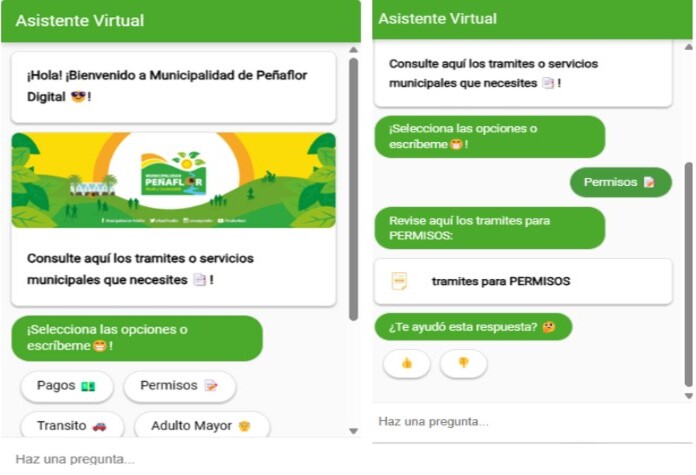 Asistente Virtual
¡Hola! ¡Bienvenido a Municipalidad de Peñaflor
Digital 😎!
MUNICIPALIDAD
PEÑAFLOR
Consulte aquí los tramites o servicios
municipales que necesites 📑 !
¡Selecciona las opciones o
escríbeme😁!
Pagos 💵
Permisos 📝
Transito 🚗
Adulto Mayor 👴
Haz una pregunta...
Asistente Virtual
Consulte aquí los tramites o servicios
municipales que necesites 📑 !
¡Selecciona las opciones o
escríbeme😁!
Permisos 📝
Revise aquí los tramites para
PERMISOS:
tramites para PERMISOS
¿Te ayudó esta respuesta? 🤔
👍 👎
Haz una pregunta...